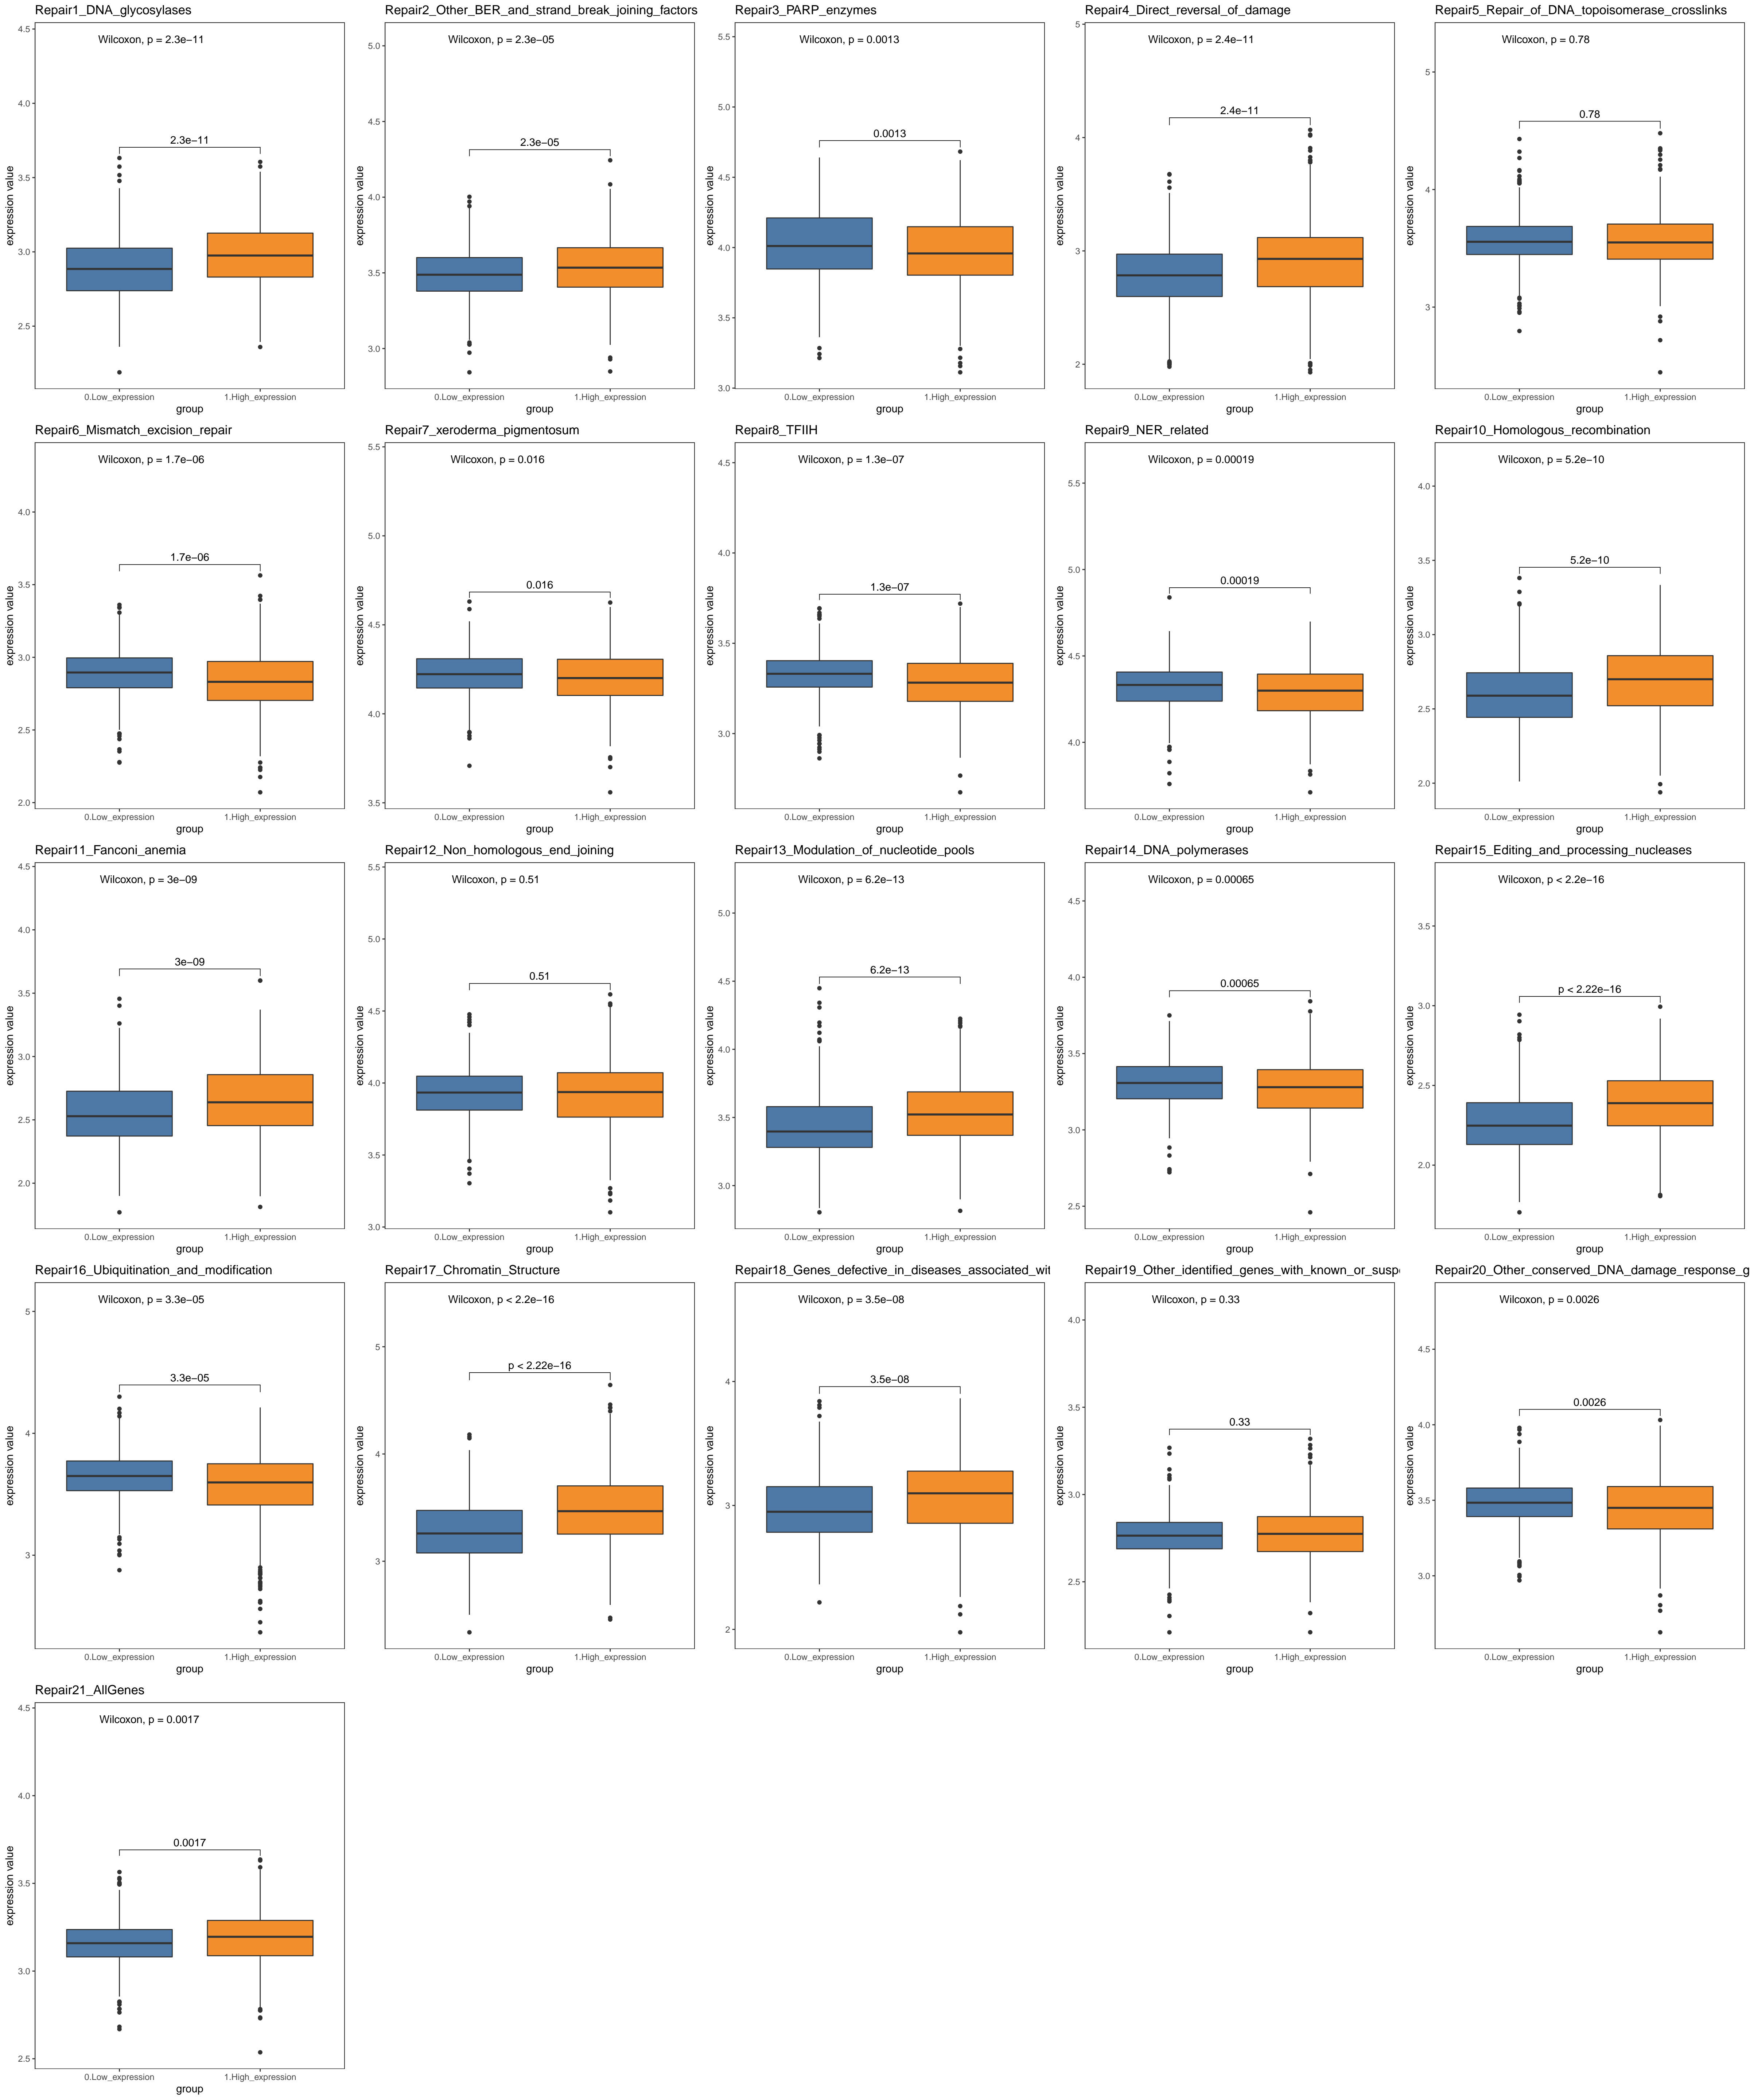 Repair1_DNA_glycosylases
Wilcoxon, p = 2.3e−11
2.3e−11
4.5
4.0
3.5
3.0
2.5
expression value
0.Low_expression 1.High_expression
group
Repair2_Other_BER_and_strand_break_joining_factors
Wilcoxon, p = 2.3e−05
2.3e−05
5.0
4.5
4.0
3.5
3.0
expression value
0.Low_expression 1.High_expression
group
Repair3_PARP_enzymes
Wilcoxon, p = 0.0013
0.0013
5.5
5.0
4.5
4.0
3.5
3.0
expression value
0.Low_expression 1.High_expression
group
Repair4_Direct_reversal_of_damage
Wilcoxon, p = 2.4e−11
2.4e−11
5
4
3
2
expression value
0.Low_expression 1.High_expression
group
Repair5_Repair_of_DNA_topoisomerase_crosslinks
Wilcoxon, p = 0.78
0.78
5
4
3
expression value
0.Low_expression 1.High_expression
group
Repair6_Mismatch_excision_repair
Wilcoxon, p = 1.7e−06
1.7e−06
4.0
3.5
3.0
2.5
2.0
expression value
0.Low_expression 1.High_expression
group
Repair7_xeroderma_pigmentosum
Wilcoxon, p = 0.016
0.016
5.5
5.0
4.5
4.0
3.5
expression value
0.Low_expression 1.High_expression
group
Repair8_TFIIH
Wilcoxon, p = 1.3e−07
1.3e−07
4.5
4.0
3.5
3.0
expression value
0.Low_expression 1.High_expression
group
Repair9_NER_related
Wilcoxon, p = 0.00019
0.00019
5.5
5.0
4.5
4.0
expression value
0.Low_expression 1.High_expression
group
Repair10_Homologous_recombination
Wilcoxon, p = 5.2e−10
5.2e−10
4.0
3.5
3.0
2.5
2.0
expression value
0.Low_expression 1.High_expression
group
Repair11_Fanconi_anemia
Wilcoxon, p = 3e−09
3e−09
4.5
4.0
3.5
3.0
2.5
2.0
expression value
0.Low_expression 1.High_expression
group
Repair12_Non_homologous_end_joining
Wilcoxon, p = 0.51
0.51
5.5
5.0
4.5
4.0
3.5
3.0
expression value
0.Low_expression 1.High_expression
group
Repair13_Modulation_of_nucleotide_pools
Wilcoxon, p = 6.2e−13
6.2e−13
5.0
4.5
4.0
3.5
3.0
expression value
0.Low_expression 1.High_expression
group
Repair14_DNA_polymerases
Wilcoxon, p = 0.00065
0.00065
4.5
4.0
3.5
3.0
2.5
expression value
0.Low_expression 1.High_expression
group
Repair15_Editing_and_processing_nucleases
Wilcoxon, p < 2.2e−16
p < 2.22e−16
3.5
3.0
2.5
2.0
expression value
0.Low_expression 1.High_expression
group
Repair16_Ubiquitination_and_modification
Wilcoxon, p = 3.3e−05
3.3e−05
5
4
3
expression value
0.Low_expression 1.High_expression
group
Repair17_Chromatin_Structure
Wilcoxon, p < 2.2e−16
p < 2.22e−16
5
4
3
expression value
0.Low_expression 1.High_expression
group
Repair18_Genes_defective_in_diseases_associated_wit
Wilcoxon, p = 3.5e−08
3.5e−08
4
3
2
expression value
0.Low_expression 1.High_expression
group
Repair19_Other_identified_genes_with_known_or_susp
Wilcoxon, p = 0.33
0.33
4.0
3.5
3.0
2.5
expression value
0.Low_expression 1.High_expression
group
Repair20_Other_conserved_DNA_damage_response_g
Wilcoxon, p = 0.0026
0.0026
4.5
4.0
3.5
3.0
expression value
0.Low_expression 1.High_expression
group
Repair21_AllGenes
Wilcoxon, p = 0.0017
0.0017
4.5
4.0
3.5
3.0
2.5
expression value
0.Low_expression 1.High_expression
group